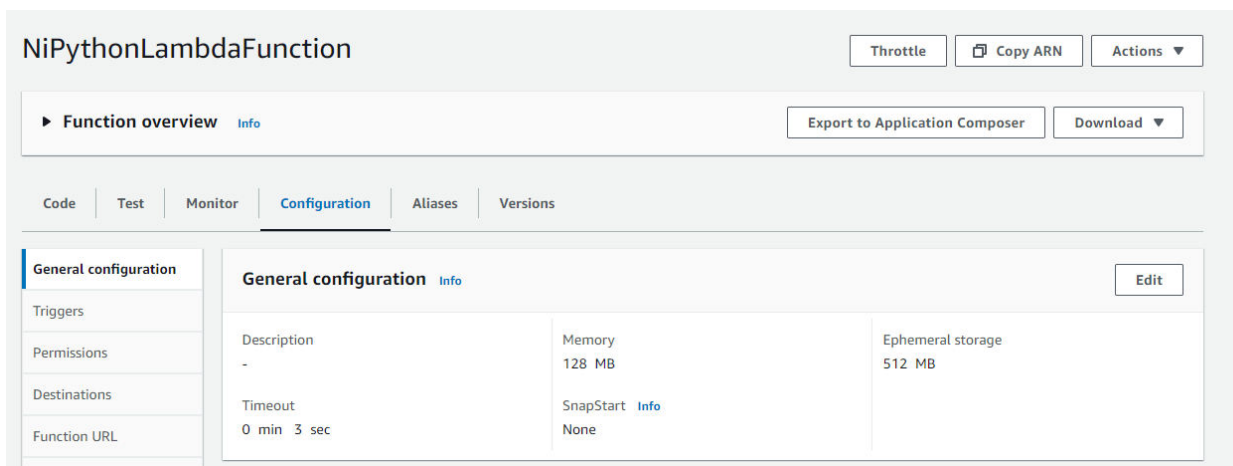 NiPythonLambdaFunction
Throttle
Copy ARN
Actions
Function overview Info
Export to Application Composer
Download
Code Test Monitor Configuration Aliases Versions
General configuration
Triggers
Permissions
Destinations
Function URL
General configuration Info
Edit
Description
-
Memory
128 MB
Ephemeral storage
512 MB
Timeout
0 min 3 sec
SnapStart Info
None